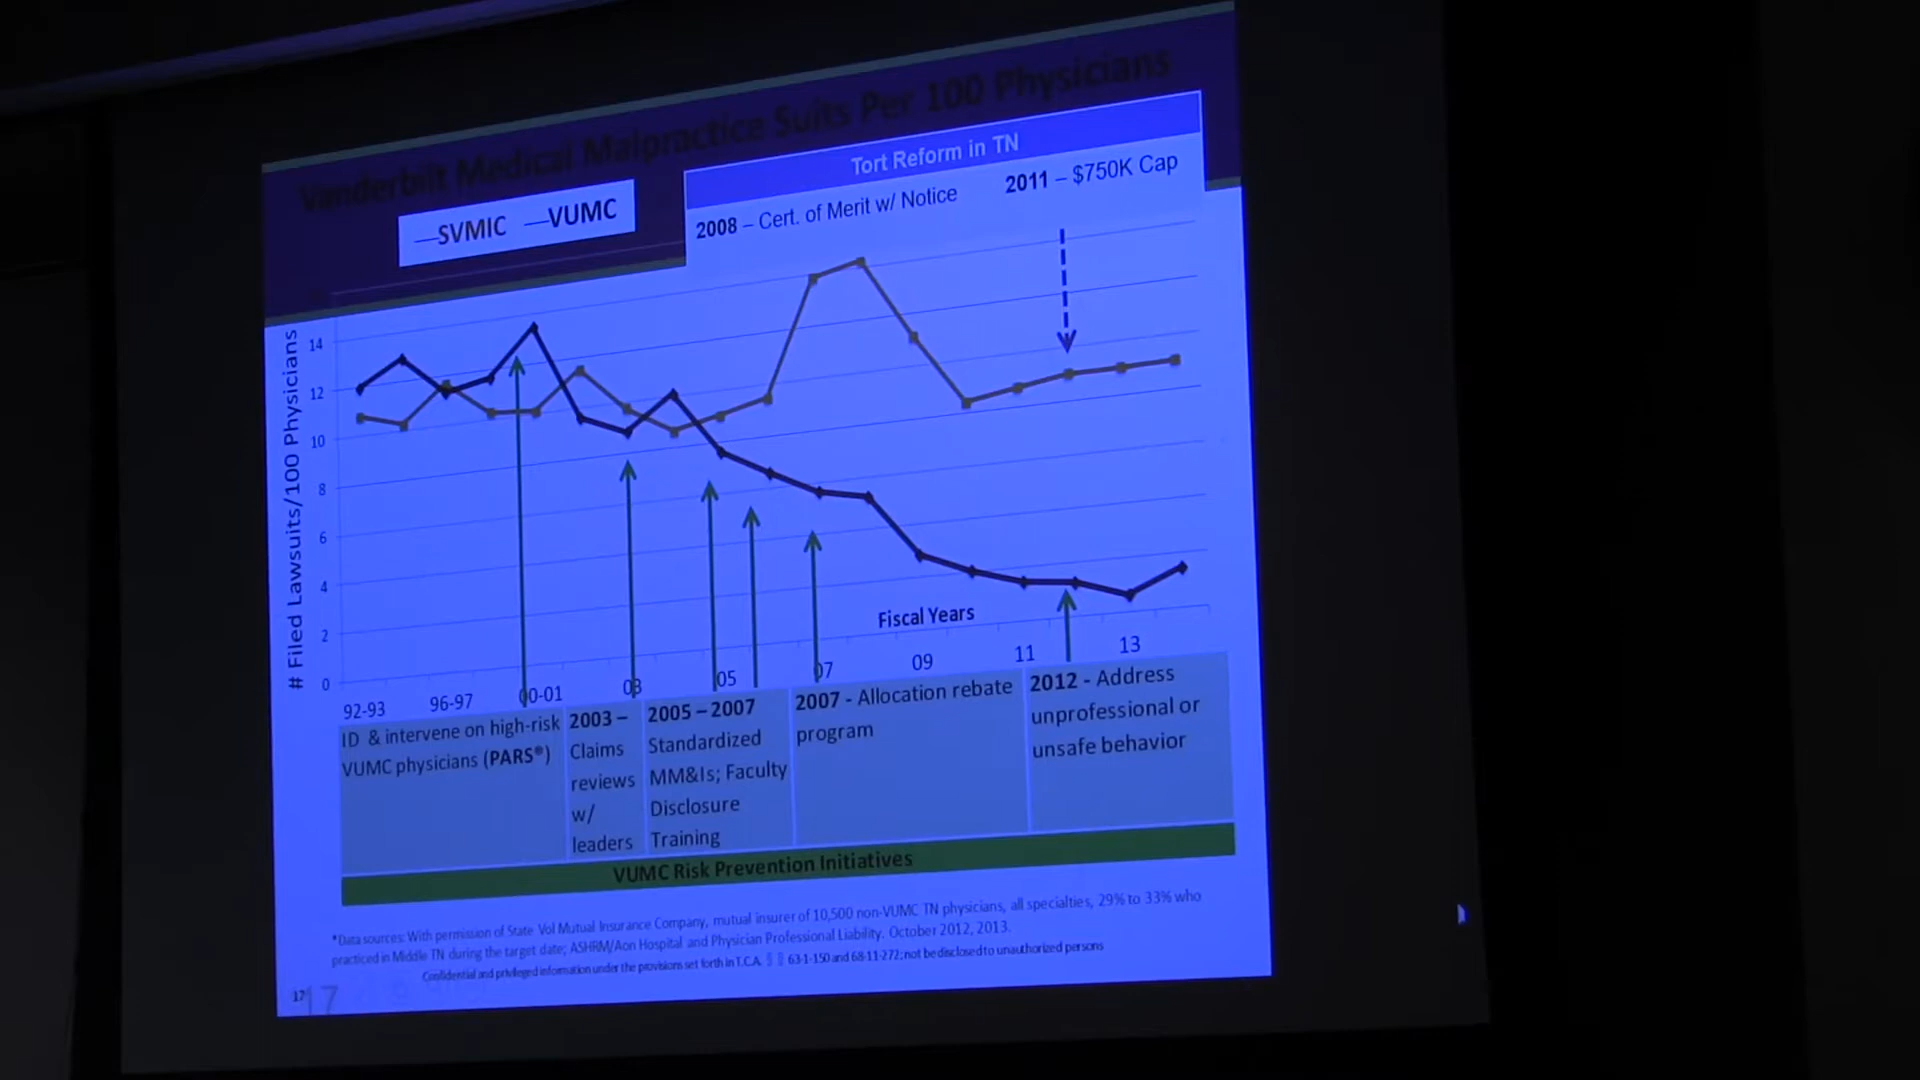 Vanderbilt Medical Malpractice Suits Per 100 Physicians
Tort Reform in TN
2008 – Cert. of Merit w/ Notice
2011 – $750K Cap
SVMIC VUMC
# Filed Lawsuits/100 Physicians
14
12
10
8
6
4
2
0
Fiscal Years
92-93 96-97 00-01 03 05 07 09 11 13
ID & intervene on high-risk
VUMC physicians (PARS®)
2003 –
Claims
reviews
w/
leaders
2005 – 2007
Standardized
MM&Is; Faculty
Disclosure
Training
2007 - Allocation rebate
program
2012 - Address
unprofessional or
unsafe behavior
VUMC Risk Prevention Initiatives
*Data sources: With permission of State Vol Mutual Insurance Company, mutual insurer of 10,500 non-VUMC TN physicians, all specialties, 29% to 33% who
practiced in Middle TN during the target date; ASHRM/Aon Hospital and Physician Professional Liability. October 2012, 2013.
Confidential and privileged information under the provisions set forth in T.C.A. § § 63-1-150 and 68-11-272; not be disclosed to unauthorized persons
17 17